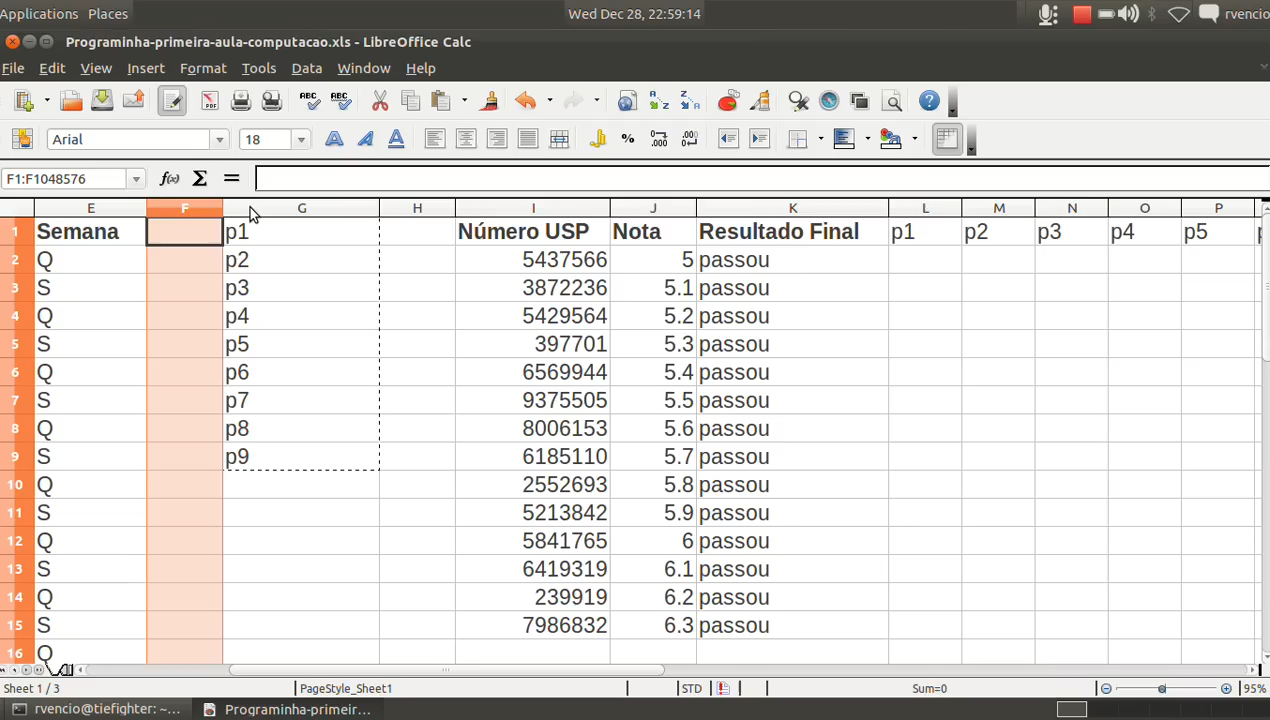 Applications Places Wed Dec 28, 22:59:14 rvencio
Programinha-primeira-aula-computacao.xls - LibreOffice Calc
File Edit View Insert Format Tools Data Window Help
Arial 18
F1:F1048576
E F G H I J K L M N O P
1 Semana p1 Número USP Nota Resultado Final p1 p2 p3 p4 p5
2 Q p2 5437566 5 passou
3 S p3 3872236 5.1 passou
4 Q p4 5429564 5.2 passou
5 S p5 397701 5.3 passou
6 Q p6 6569944 5.4 passou
7 S p7 9375505 5.5 passou
8 Q p8 8006153 5.6 passou
9 S p9 6185110 5.7 passou
10 Q 2552693 5.8 passou
11 S 5213842 5.9 passou
12 Q 5841765 6 passou
13 S 6419319 6.1 passou
14 Q 239919 6.2 passou
15 S 7986832 6.3 passou
16 Q
Sheet 1 / 3 PageStyle_Sheet1 STD Sum=0 95%
rvencio@tiefighter: ~... Programinha-primeir...